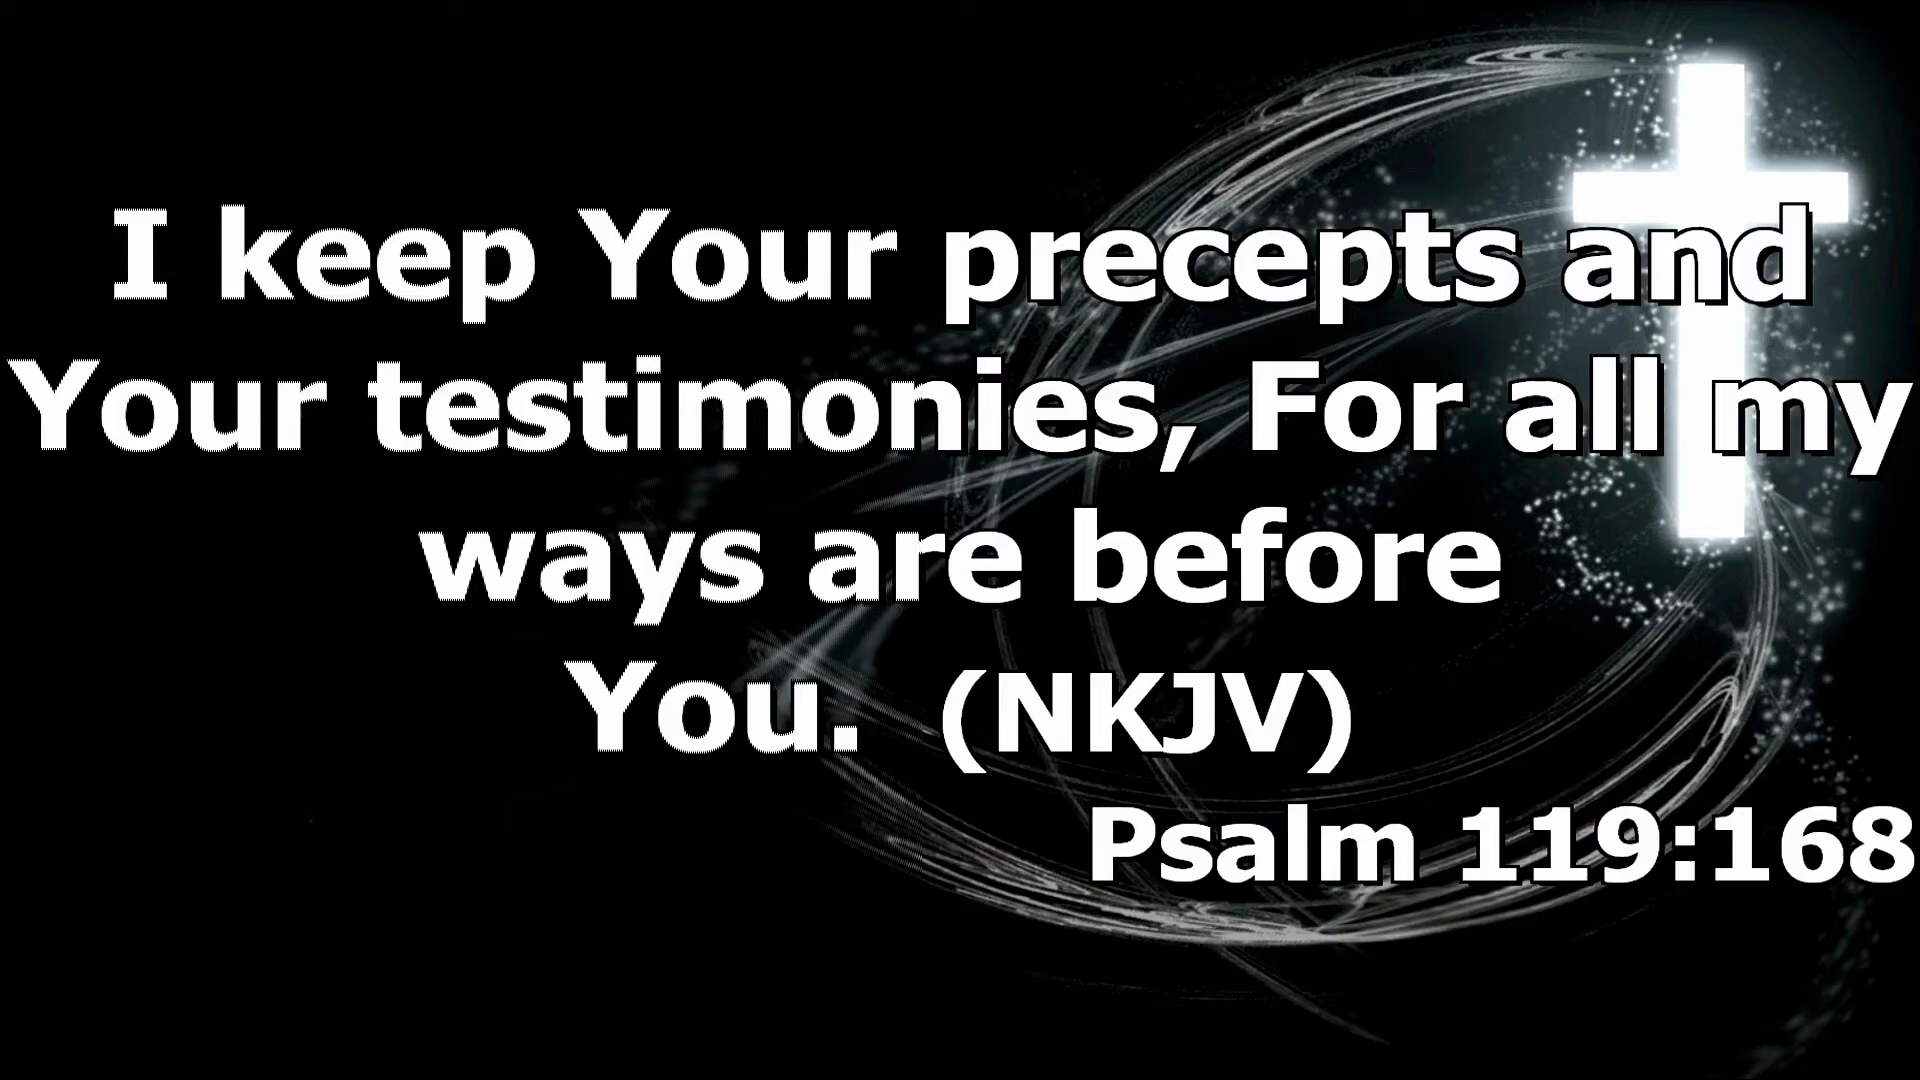 I keep Your precepts and
Your testimonies, For all my
ways are before
You. (NKJV)
Psalm 119:168